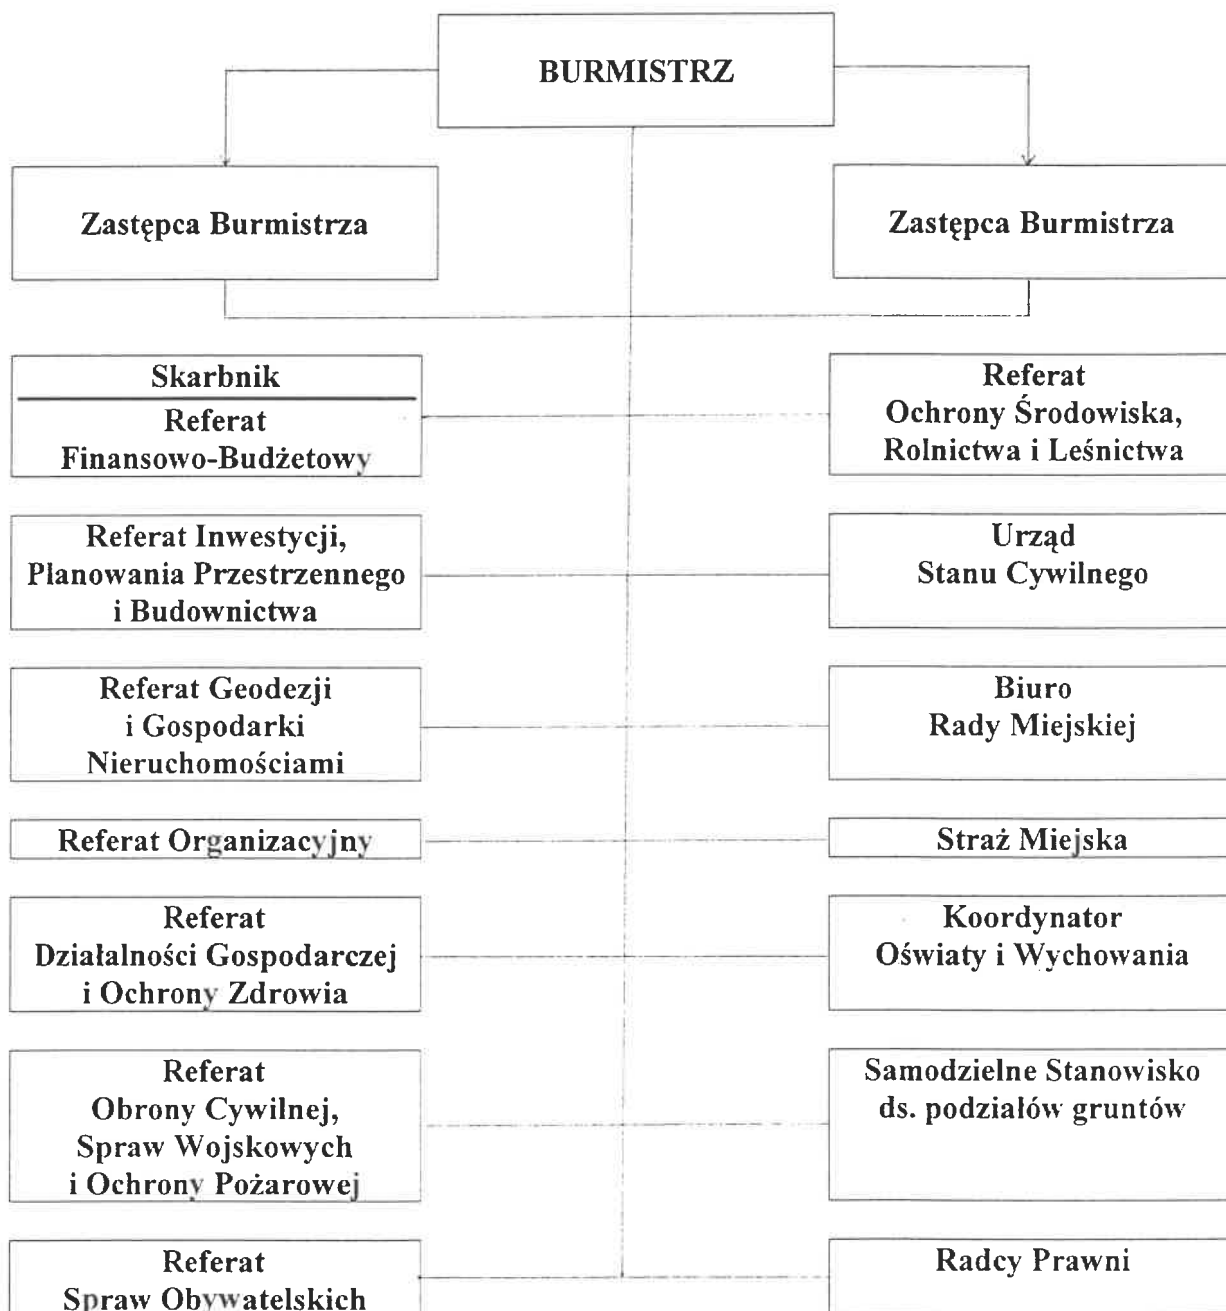 BURMISTRZ
Zastępca Burmistrza
Zastępca Burmistrza
Skarbnik
Referat
Finansowo-Budżetowy
Referat
Ochrony Środowiska,
Rolnictwa i Leśnictwa
Referat Inwestycji,
Planowania Przestrzennego
i Budownictwa
Urząd
Stanu Cywilnego
Referat Geodezji
i Gospodarki
Nieruchomościami
Biuro
Rady Miejskiej
Referat Organizacyjny
Straż Miejska
Referat
Działalności Gospodarczej
i Ochrony Zdrowia
Koordynator
Oświaty i Wychowania
Referat
Obrony Cywilnej,
Spraw Wojskowych
i Ochrony Pożarowej
Samodzielne Stanowisko
ds. podziałów gruntów
Referat
Spraw Obywatelskich
Radcy Prawni